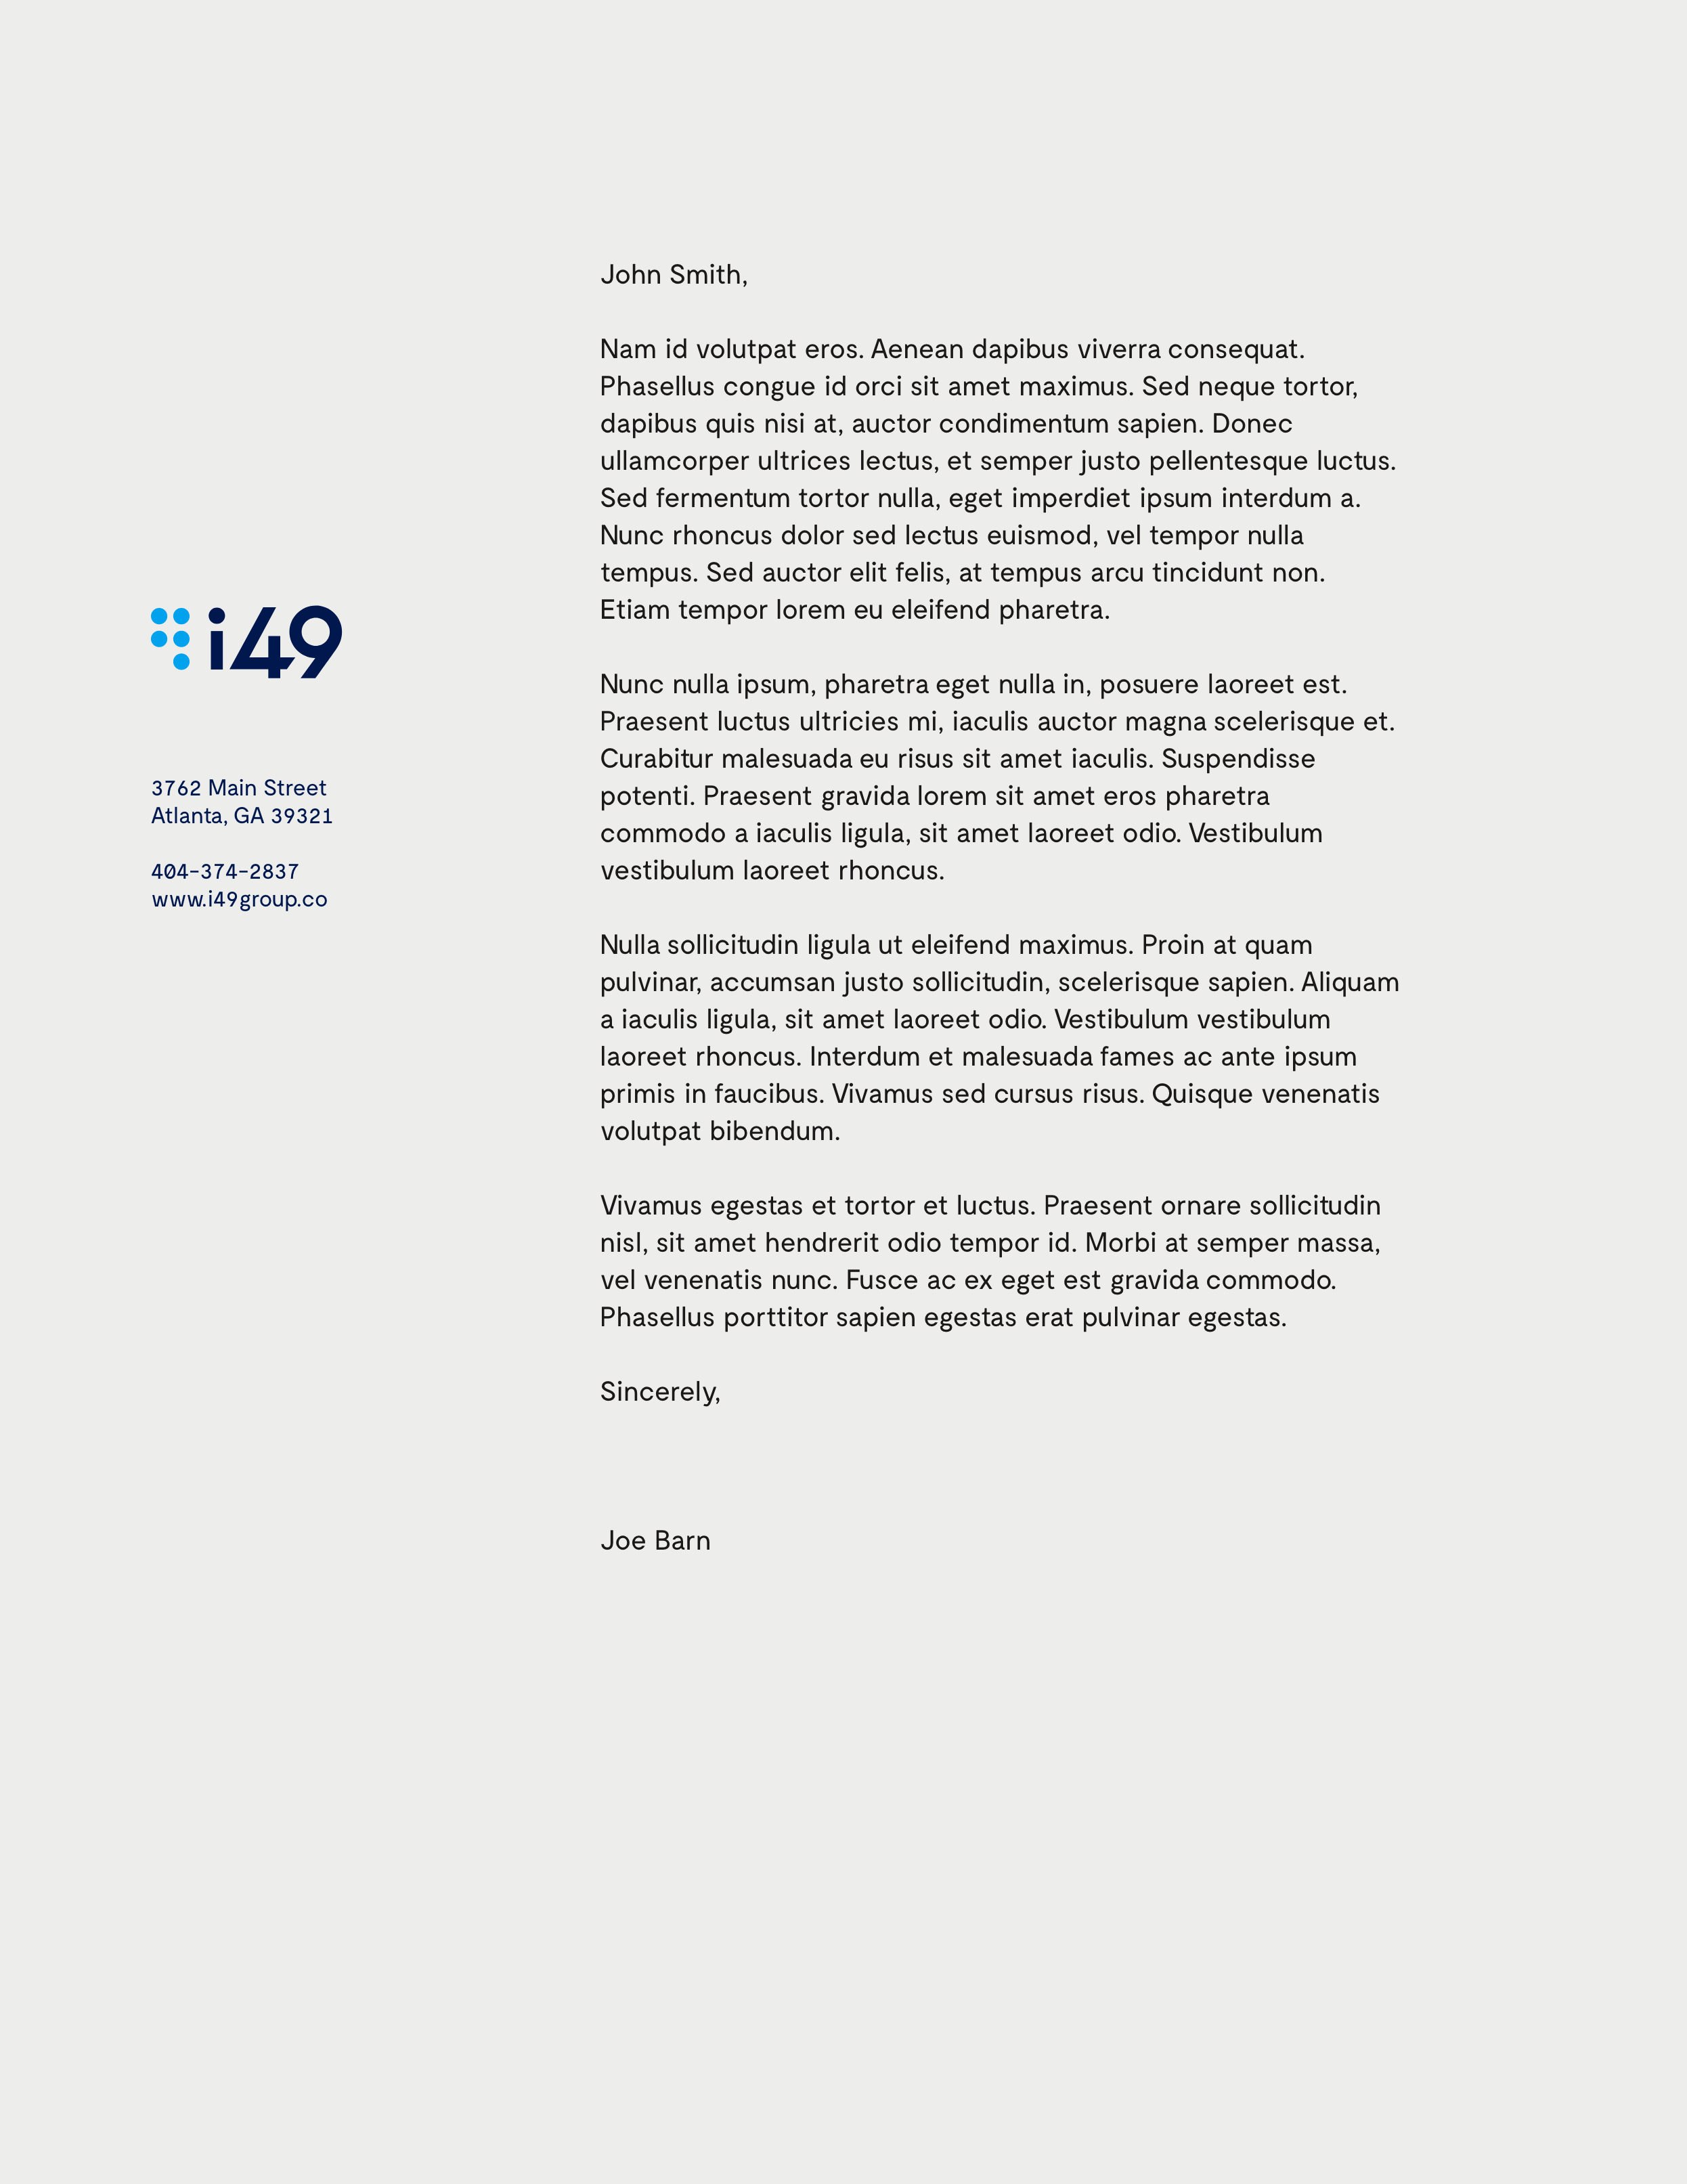 i49
3762 Main Street
Atlanta, GA 39321
404-374-2837
www.i49group.co
John Smith,
Nam id volutpat eros. Aenean dapibus viverra consequat.
Phasellus congue id orci sit amet maximus. Sed neque tortor,
dapibus quis nisi at, auctor condimentum sapien. Donec
ullamcorper ultrices lectus, et semper justo pellentesque luctus.
Sed fermentum tortor nulla, eget imperdiet ipsum interdum a.
Nunc rhoncus dolor sed lectus euismod, vel tempor nulla
tempus. Sed auctor elit felis, at tempus arcu tincidunt non.
Etiam tempor lorem eu eleifend pharetra.
Nunc nulla ipsum, pharetra eget nulla in, posuere laoreet est.
Praesent luctus ultricies mi, iaculis auctor magna scelerisque et.
Curabitur malesuada eu risus sit amet iaculis. Suspendisse
potenti. Praesent gravida lorem sit amet eros pharetra
commodo a iaculis ligula, sit amet laoreet odio. Vestibulum
vestibulum laoreet rhoncus.
Nulla sollicitudin ligula ut eleifend maximus. Proin at quam
pulvinar, accumsan justo sollicitudin, scelerisque sapien. Aliquam
a iaculis ligula, sit amet laoreet odio. Vestibulum vestibulum
laoreet rhoncus. Interdum et malesuada fames ac ante ipsum
primis in faucibus. Vivamus sed cursus risus. Quisque venenatis
volutpat bibendum.
Vivamus egestas et tortor et luctus. Praesent ornare sollicitudin
nisl, sit amet hendrerit odio tempor id. Morbi at semper massa,
vel venenatis nunc. Fusce ac ex eget est gravida commodo.
Phasellus porttitor sapien egestas erat pulvinar egestas.
Sincerely,
Joe Barn